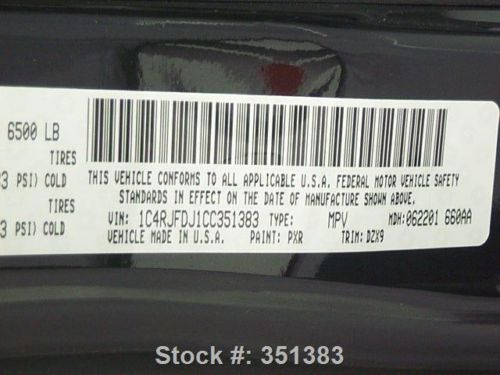 6500 LB
TIRES
3 PSI) COLD
TIRES
3 PSI) COLD
THIS VEHICLE CONFORMS TO ALL APPLICABLE U.S.A. FEDERAL MOTOR VEHICLE SAFETY
STANDARDS IN EFFECT ON THE DATE OF MANUFACTURE SHOWN ABOVE.
VIN: 1C4RJFDJ1CC351383 TYPE: MPV MDH: 062201 660AA
VEHICLE MADE IN U.S.A. PAINT: PXR TRIM: DZX9
Stock #: 351383